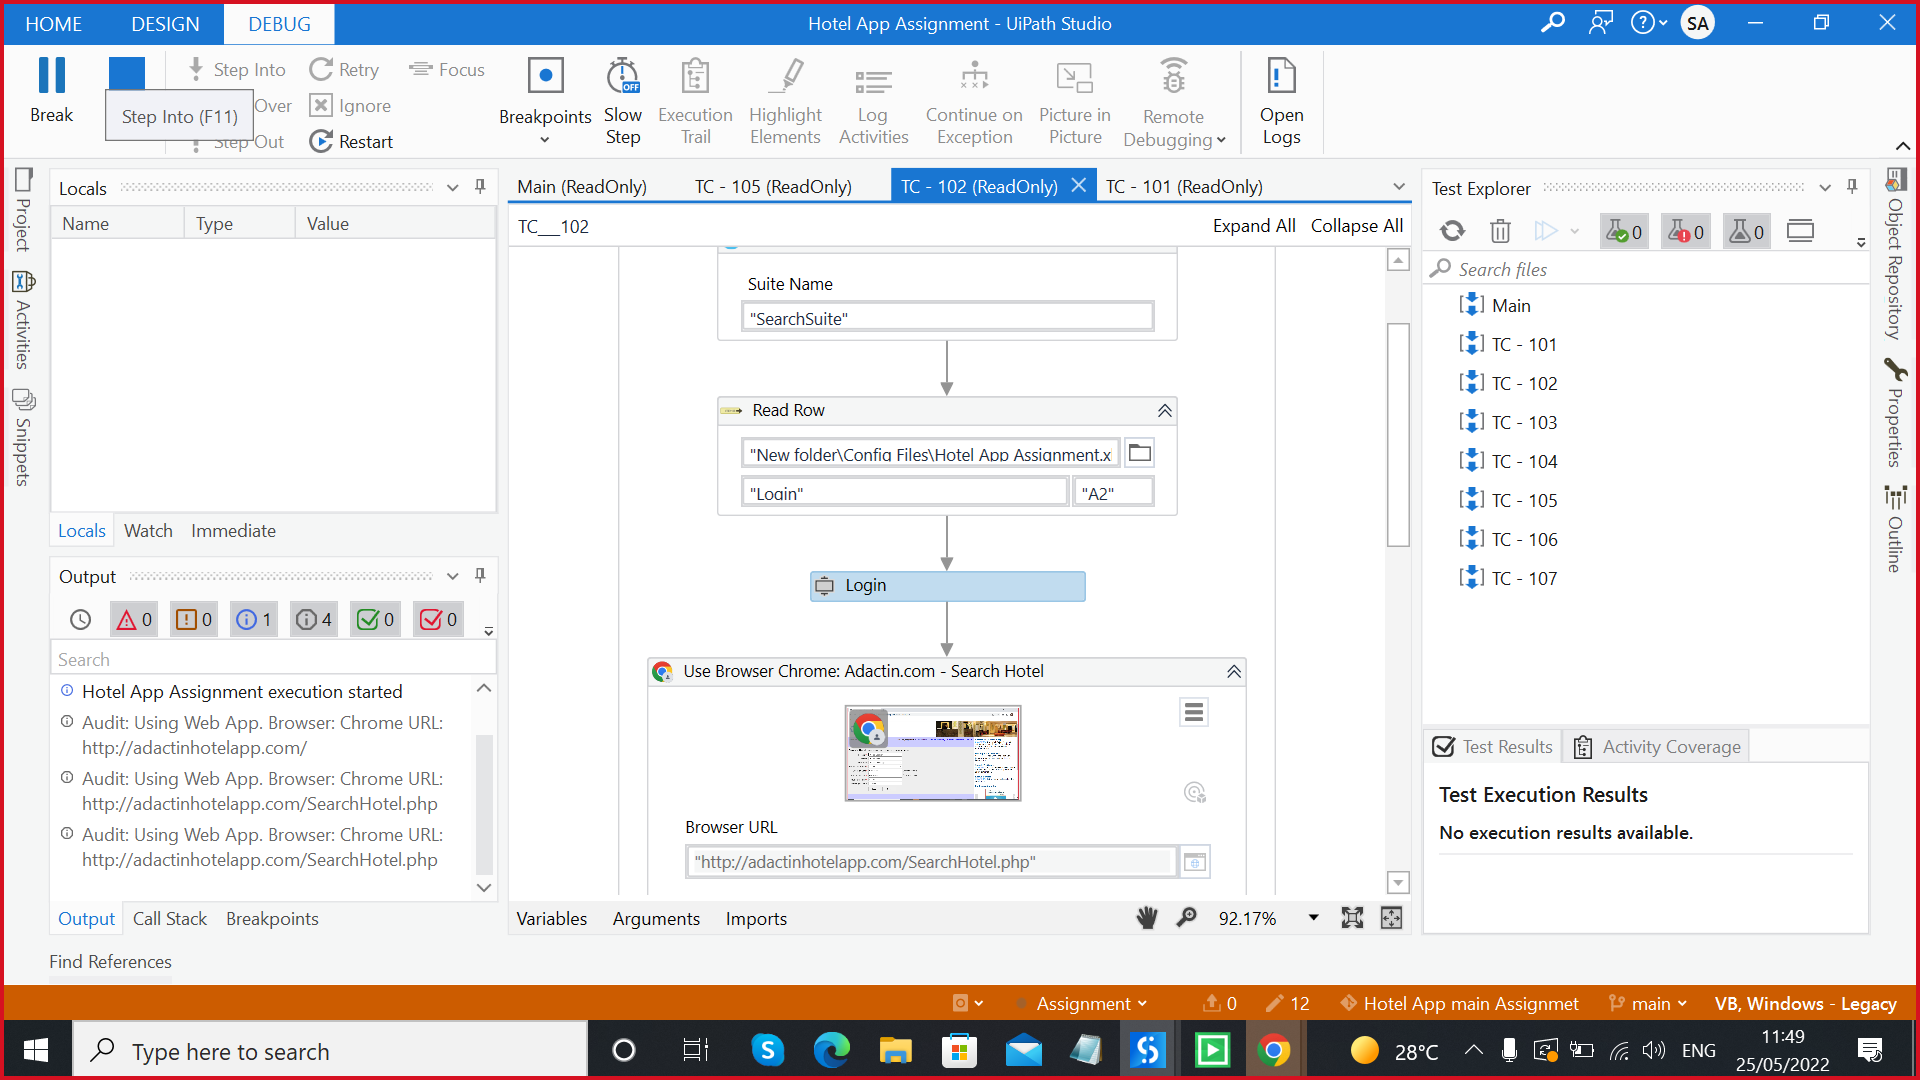 HOME DESIGN DEBUG Hotel App Assignment - UiPath Studio SA
Step Into Retry Focus
Break Step Into (F11) Over Ignore
Step Out Restart
Breakpoints
Slow Step
OFF
Execution Trail
Highlight Elements
Log Activities
Continue on Exception
Picture in Picture
Remote Debugging
Open Logs
Project
Activities
Snippets
Locals
Name Type Value
Locals Watch Immediate
Output
0 0 1 4 0 0
Search
Hotel App Assignment execution started
Audit: Using Web App. Browser: Chrome URL:
http://adactinhotelapp.com/
Audit: Using Web App. Browser: Chrome URL:
http://adactinhotelapp.com/SearchHotel.php
Audit: Using Web App. Browser: Chrome URL:
http://adactinhotelapp.com/SearchHotel.php
Output Call Stack Breakpoints
Find References
Main (ReadOnly) TC - 105 (ReadOnly) TC - 102 (ReadOnly) TC - 101 (ReadOnly)
TC__102 Expand All Collapse All
Suite Name
"SearchSuite"
Read Row
"New folder\Config Files\Hotel App Assignment.x
"Login" "A2"
Login
Use Browser Chrome: Adactin.com - Search Hotel
Browser URL
"http://adactinhotelapp.com/SearchHotel.php"
Variables Arguments Imports 92.17%
Test Explorer
0 0 0
Search files
Main
TC - 101
TC - 102
TC - 103
TC - 104
TC - 105
TC - 106
TC - 107
Test Results Activity Coverage
Test Execution Results
No execution results available.
Object Repository
Properties
Outline
Assignment 0 12 Hotel App main Assignmet main VB, Windows - Legacy
Type here to search 28°C ENG 11:49
25/05/2022